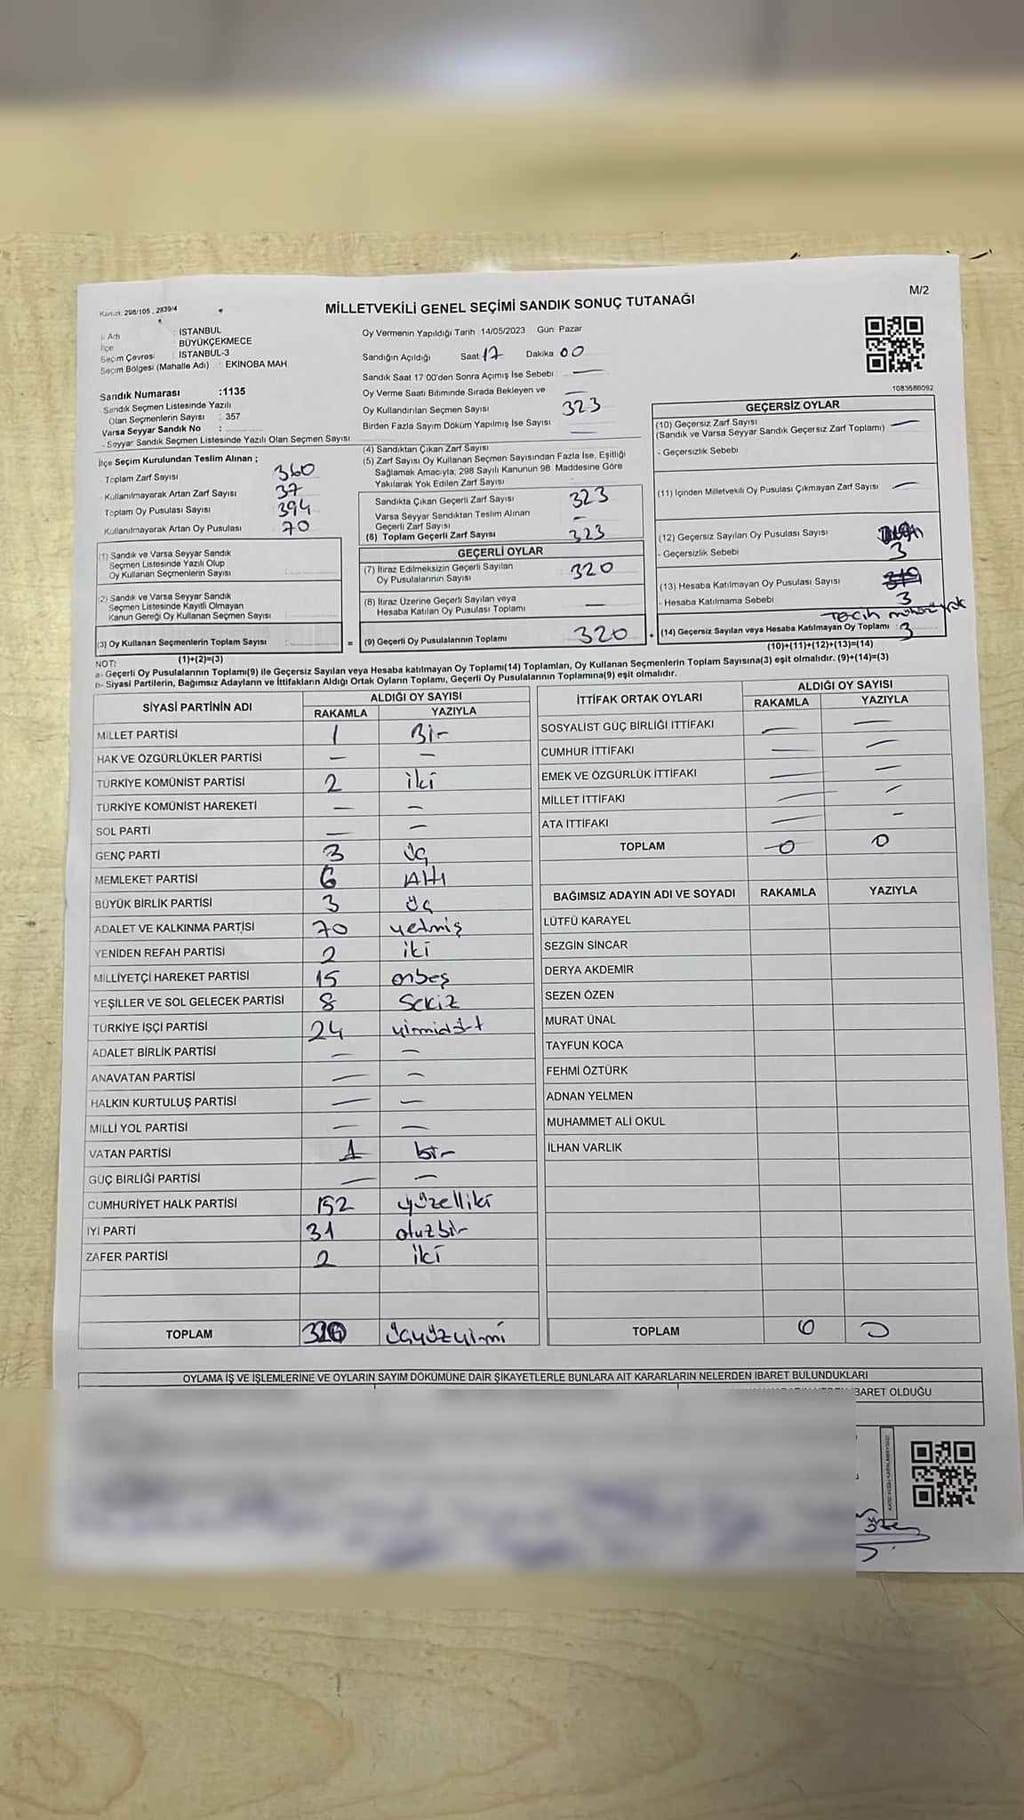 Kanun: 298/105 , 2839/4
MİLLETVEKİLİ GENEL SEÇİMİ SANDIK SONUÇ TUTANAĞI
M/2
İl Adı : İSTANBUL
İlçe : BÜYÜKÇEKMECE
Seçim Çevresi : İSTANBUL-3
Seçim Bölgesi (Mahalle Adı) : EKİNOBA MAH
Sandık Numarası :1135
Sandık Seçmen Listesinde Yazılı
Olan Seçmenlerin Sayısı : 357
Varsa Seyyar Sandık No :
- Seyyar Sandık Seçmen Listesinde Yazılı Olan Seçmen Sayısı
İlçe Seçim Kurulundan Teslim Alınan ;
- Toplam Zarf Sayısı 360
- Kullanılmayarak Artan Zarf Sayısı 37
Toplam Oy Pusulası Sayısı 394
Kullanılmayarak Artan Oy Pusulası 70
(1) Sandık ve Varsa Seyyar Sandık
Seçmen Listesinde Yazılı Olup
Oy Kullanan Seçmenlerin Sayısı
(2) Sandık ve Varsa Seyyar Sandık
Seçmen Listesinde Kayıtlı Olmayan
Kanun Gereği Oy Kullanan Seçmen Sayısı
(3) Oy Kullanan Seçmenlerin Toplam Sayısı =
(1)+(2)=(3)
Oy Vermenin Yapıldığı Tarih 14/05/2023 Gün: Pazar
Sandığın Açıldığı Saat 17 Dakika 00
Sandık Saat 17:00'den Sonra Açımış İse Sebebi —
Oy Verme Saati Bitiminde Sırada Bekleyen ve —
Oy Kullandırılan Seçmen Sayısı 323
Birden Fazla Sayım Döküm Yapılmış İse Sayısı —
(4) Sandıktan Çıkan Zarf Sayısı
(5) Zarf Sayısı Oy Kullanan Seçmen Sayısından Fazla İse, Eşitliği
Sağlamak Amacıyla; 298 Sayılı Kanunun 98. Maddesine Göre
Yakılarak Yok Edilen Zarf Sayısı
Sandıkta Çıkan Geçerli Zarf Sayısı 323
Varsa Seyyar Sandıktan Teslim Alınan
Geçerli Zarf Sayısı —
(6) Toplam Geçerli Zarf Sayısı 323
GEÇERLİ OYLAR
(7) İtiraz Edilmeksizin Geçerli Sayılan
Oy Pusulalarının Sayısı 320
(8) İtiraz Üzerine Geçerli Sayılan veya
Hesaba Katılan Oy Pusulası Toplamı —
(9) Geçerli Oy Pusulalarının Toplamı 320 +
1083680092
GEÇERSİZ OYLAR
(10) Geçersiz Zarf Sayısı —
(Sandık ve Varsa Seyyar Sandık Geçersiz Zarf Toplamı)
- Geçersizlik Sebebi
(11) İçinden Milletvekili Oy Pusulası Çıkmayan Zarf Sayısı —
(12) Geçersiz Sayılan Oy Pusulası Sayısı
- Geçersizlik Sebebi 3
(13) Hesaba Katılmayan Oy Pusulası Sayısı 319
- Hesaba Katılmama Sebebi 3
(14) Geçersiz Sayılan veya Hesaba Katılmayan Oy Toplamı 3
(10)+(11)+(12)+(13)=(14)
NOT:
a- Geçerli Oy Pusulalarının Toplamı(9) ile Geçersiz Sayılan veya Hesaba katılmayan Oy Toplamı(14) Toplamları, Oy Kullanan Seçmenlerin Toplam Sayısına(3) eşit olmalıdır. (9)+(14)=(3)
b- Siyasi Partilerin, Bağımsız Adayların ve İttifakların Aldığı Ortak Oyların Toplamı, Geçerli Oy Pusulalarının Toplamına(9) eşit olmalıdır.
SİYASİ PARTİNİN ADI ALDIĞI OY SAYISI
RAKAMLA YAZIYLA
MİLLET PARTİSİ 1 Bir
HAK VE ÖZGÜRLÜKLER PARTİSİ — —
TÜRKİYE KOMÜNİST PARTİSİ 2 iki
TÜRKİYE KOMÜNİST HAREKETİ — —
SOL PARTİ — —
GENÇ PARTİ 3 üç
MEMLEKET PARTİSİ 6 Altı
BÜYÜK BİRLİK PARTİSİ 3 üç
ADALET VE KALKINMA PARTİSİ 70 yetmiş
YENİDEN REFAH PARTİSİ 2 iki
MİLLİYETÇİ HAREKET PARTİSİ 15 onbeş
YEŞİLLER VE SOL GELECEK PARTİSİ 8 Sekiz
TÜRKİYE İŞÇİ PARTİSİ 24 yirmidört
ADALET BİRLİK PARTİSİ — —
ANAVATAN PARTİSİ — —
HALKIN KURTULUŞ PARTİSİ — —
MİLLİ YOL PARTİSİ — —
VATAN PARTİSİ 1 bir
GÜÇ BİRLİĞİ PARTİSİ — —
CUMHURİYET HALK PARTİSİ 152 yüzelliki
İYİ PARTİ 31 otuzbir
ZAFER PARTİSİ 2 iki
TOPLAM 320 üçyüzyirmi
İTTİFAK ORTAK OYLARI ALDIĞI OY SAYISI
RAKAMLA YAZIYLA
SOSYALİST GÜÇ BİRLİĞİ İTTİFAKI — —
CUMHUR İTTİFAKI — —
EMEK VE ÖZGÜRLÜK İTTİFAKI — —
MİLLET İTTİFAKI — —
ATA İTTİFAKI — —
TOPLAM 0 0
BAĞIMSIZ ADAYIN ADI VE SOYADI RAKAMLA YAZIYLA
LÜTFÜ KARAYEL
SEZGİN SİNCAR
DERYA AKDEMİR
SEZEN ÖZEN
MURAT ÜNAL
TAYFUN KOCA
FEHMİ ÖZTÜRK
ADNAN YELMEN
MUHAMMET ALİ OKUL
İLHAN VARLIK
TOPLAM 0 0
OYLAMA İŞ VE İŞLEMLERİNE VE OYLARIN SAYIM DÖKÜMÜNE DAİR ŞİKAYETLERLE BUNLARA AİT KARARLARIN NELERDEN İBARET BULUNDUKLARI
İBARET OLDUĞU